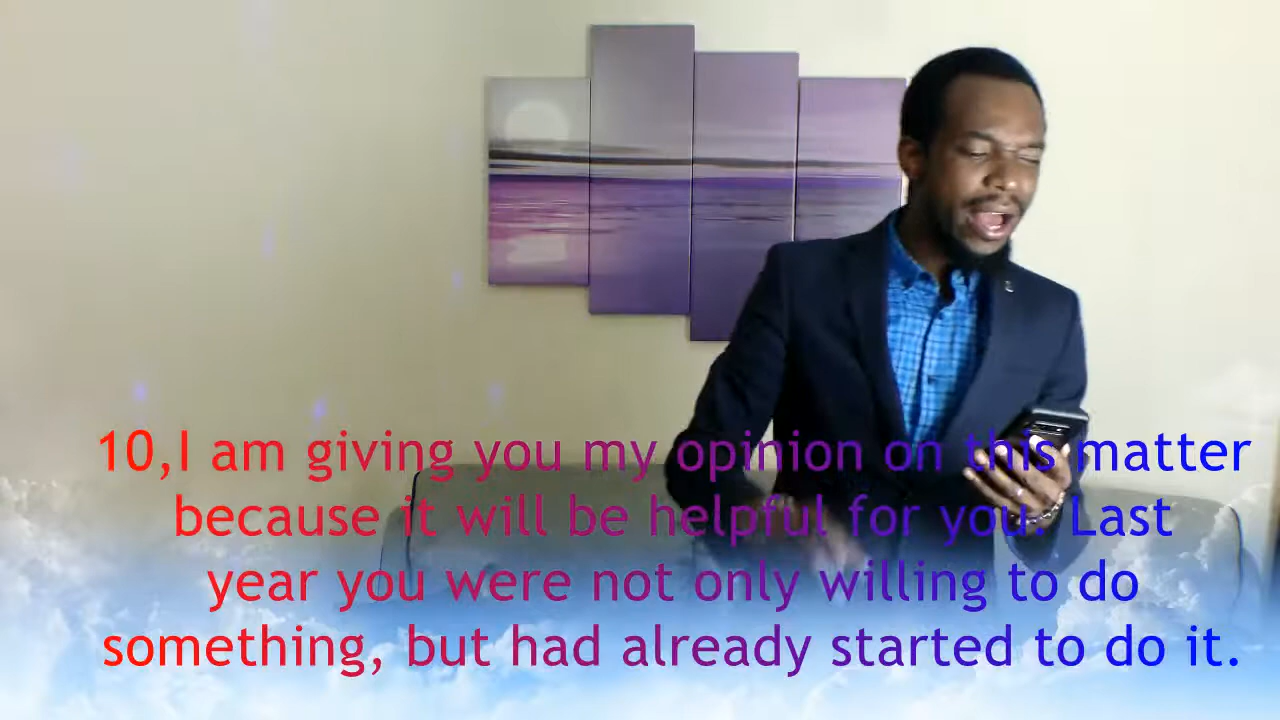 10,I am giving you my opinion on this matter
because it will be helpful for you. Last
year you were not only willing to do
something, but had already started to do it.